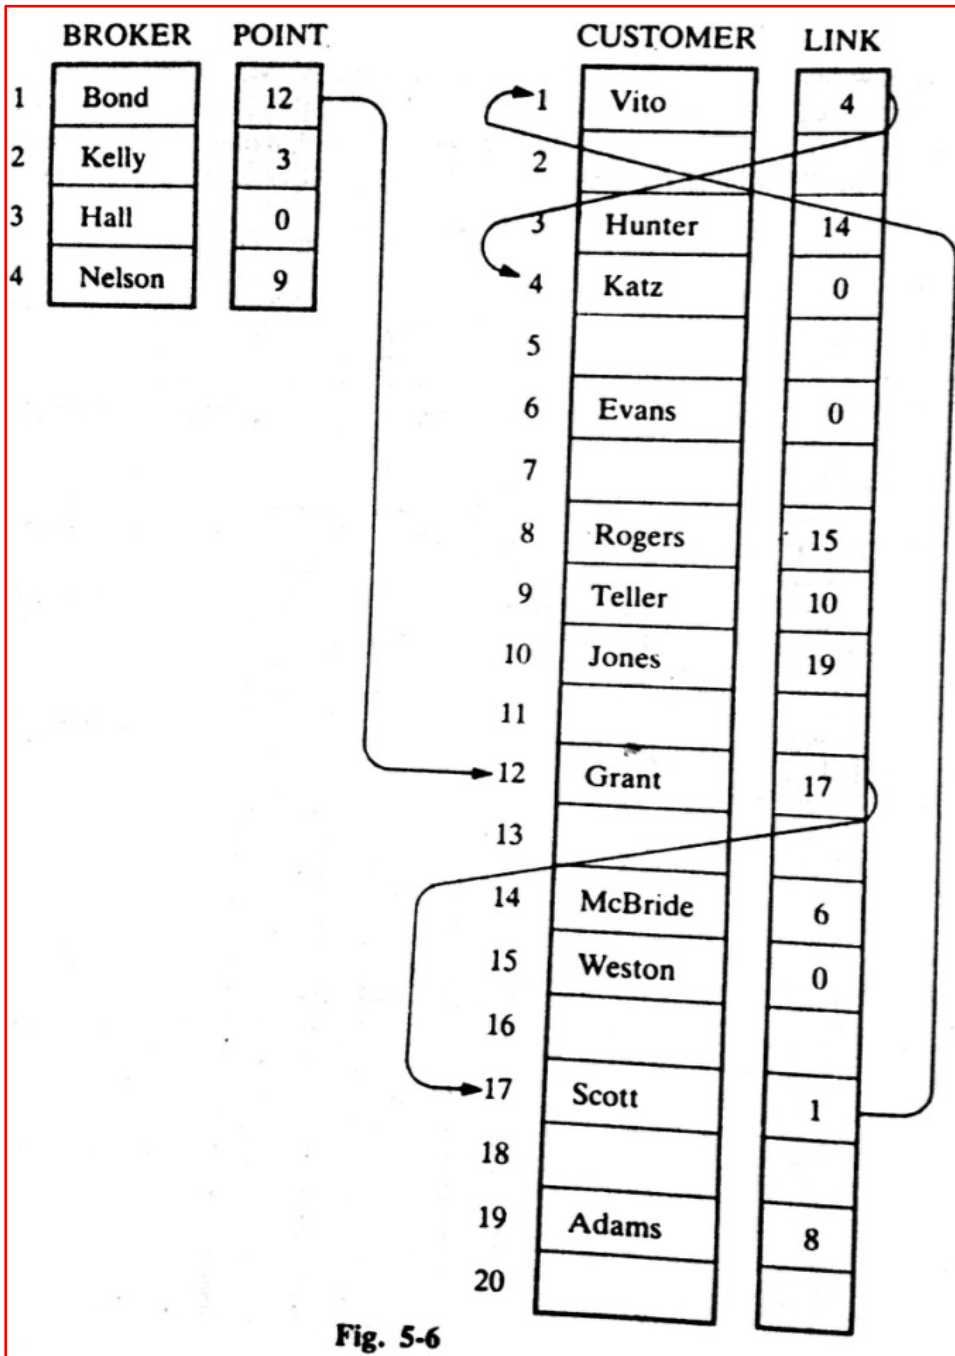 BROKER POINT CUSTOMER LINK
1 Bond 12 1 Vito 4
2 Kelly 3 2
3 Hall 0 3 Hunter 14
4 Nelson 9 4 Katz 0
5
6 Evans 0
7
8 Rogers 15
9 Teller 10
10 Jones 19
11
12 Grant 17
13
14 McBride 6
15 Weston 0
16
17 Scott 1
18
19 Adams 8
20
Fig. 5-6